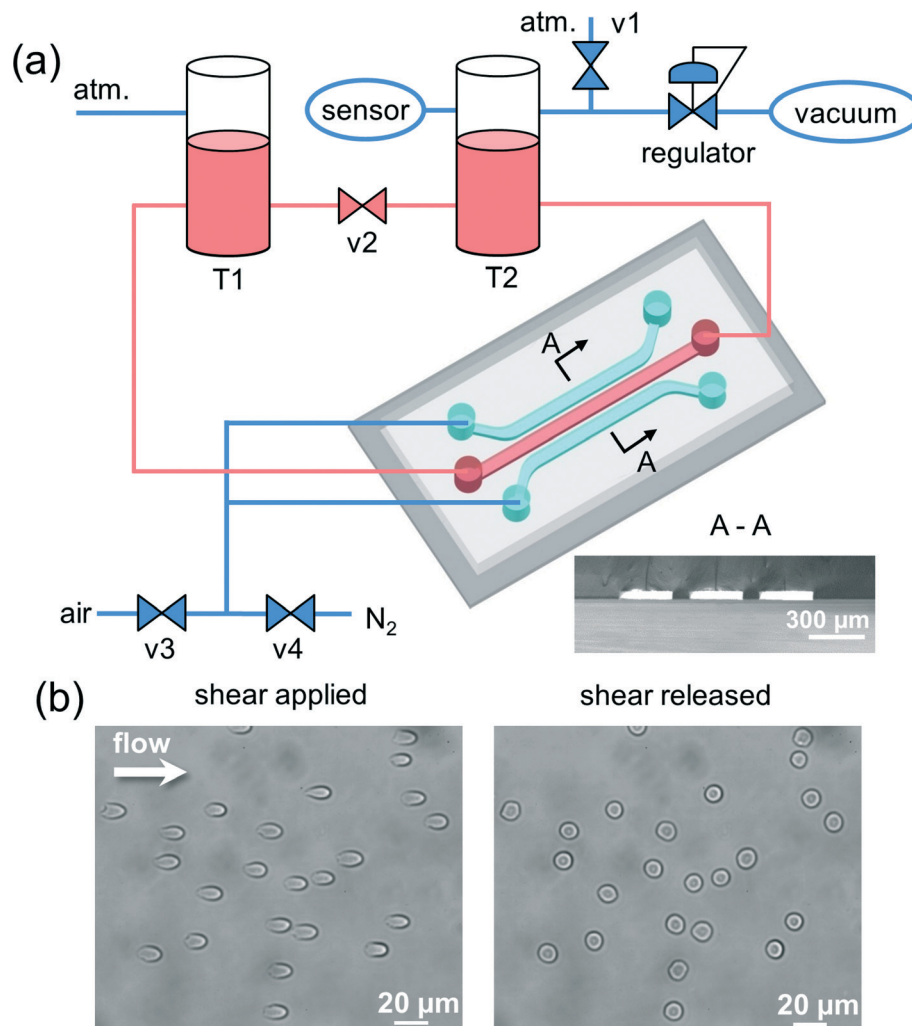 (a)
atm.
v1
atm.
sensor
vacuum
regulator
v2
T1
T2
A
A
A - A
air
N₂
v3
v4
300 μm
(b)
shear applied
shear released
flow
20 μm
20 μm